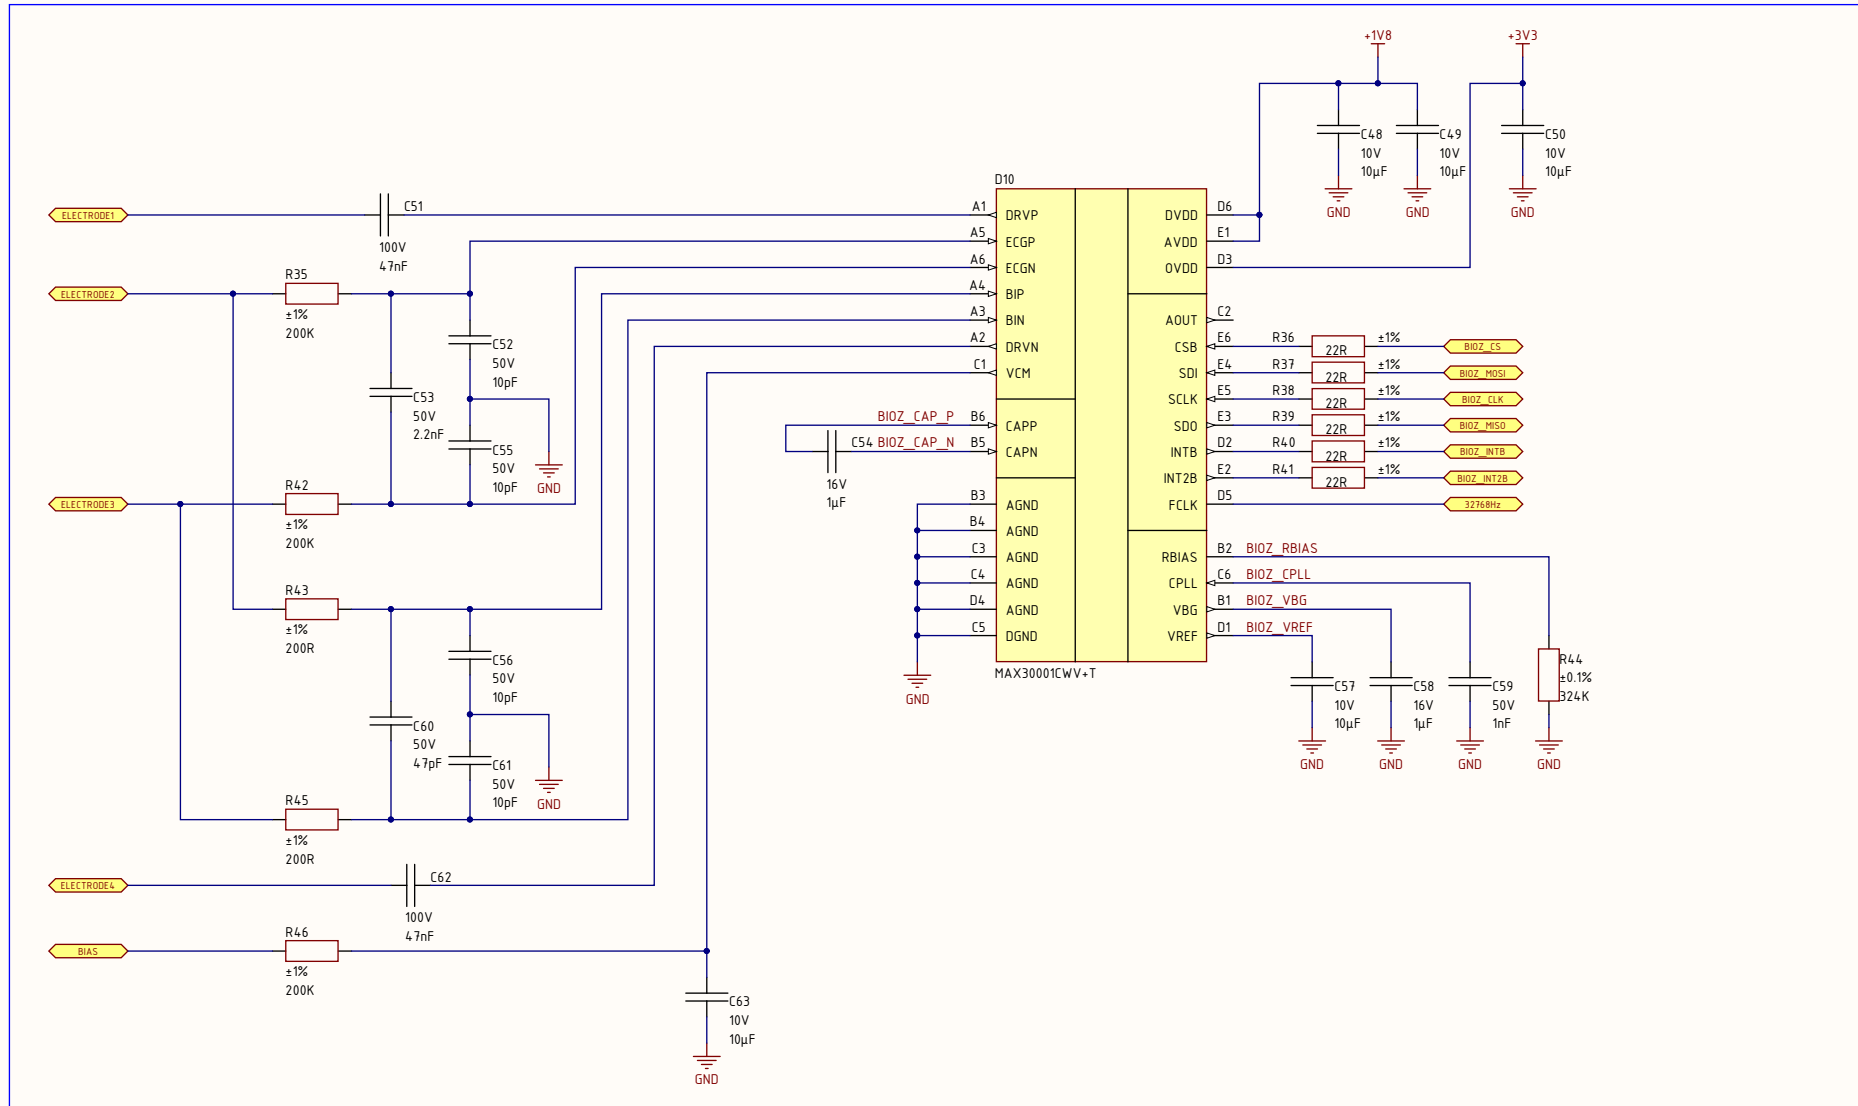 +1V8
+3V3
C48
10V
10µF
GND
C49
10V
10µF
GND
C50
10V
10µF
GND
D10
ELECTRODE1
C51
100V
47nF
ELECTRODE2
R35
±1%
200K
C52
50V
10pF
C53
50V
2.2nF
C55
50V
10pF
GND
ELECTRODE3
R42
±1%
200K
R43
±1%
200R
C56
50V
10pF
C60
50V
47pF
C61
50V
10pF
GND
R45
±1%
200R
ELECTRODE4
C62
100V
47nF
BIAS
R46
±1%
200K
C63
10V
10µF
GND
A1 DRVP
A5 ECGP
A6 ECGN
A4 BIP
A3 BIN
A2 DRVN
C1 VCM
BIOZ_CAP_P B6 CAPP
C54 BIOZ_CAP_N B5 CAPN
16V
1µF
B3 AGND
B4 AGND
C3 AGND
C4 AGND
D4 AGND
C5 DGND
GND
MAX30001CWV+T
DVDD D6
AVDD E1
OVDD D3
AOUT C2
CSB E6 R36 22R ±1% BIOZ_CS
SDI E4 R37 22R ±1% BIOZ_MOSI
SCLK E5 R38 22R ±1% BIOZ_CLK
SDO E3 R39 22R ±1% BIOZ_MISO
INTB D2 R40 22R ±1% BIOZ_INTB
INT2B E2 R41 22R ±1% BIOZ_INT2B
FCLK D5 32768Hz
RBIAS B2 BIOZ_RBIAS
CPLL C6 BIOZ_CPLL
VBG B1 BIOZ_VBG
VREF D1 BIOZ_VREF
C57
10V
10µF
GND
C58
16V
1µF
GND
C59
50V
1nF
GND
R44
±0.1%
324K
GND